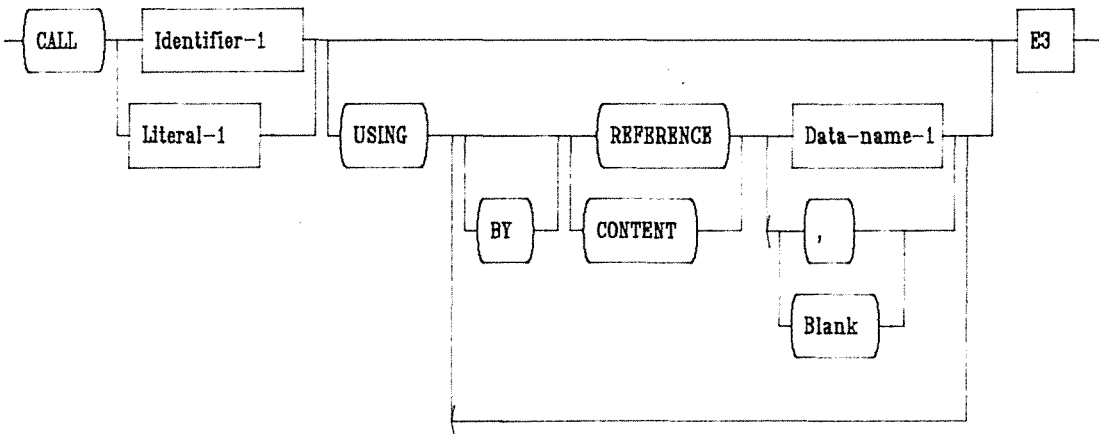 CALL
Identifier-1
E3
Literal-1
USING
REFERENCE
Data-name-1
BY
CONTENT
,
Blank